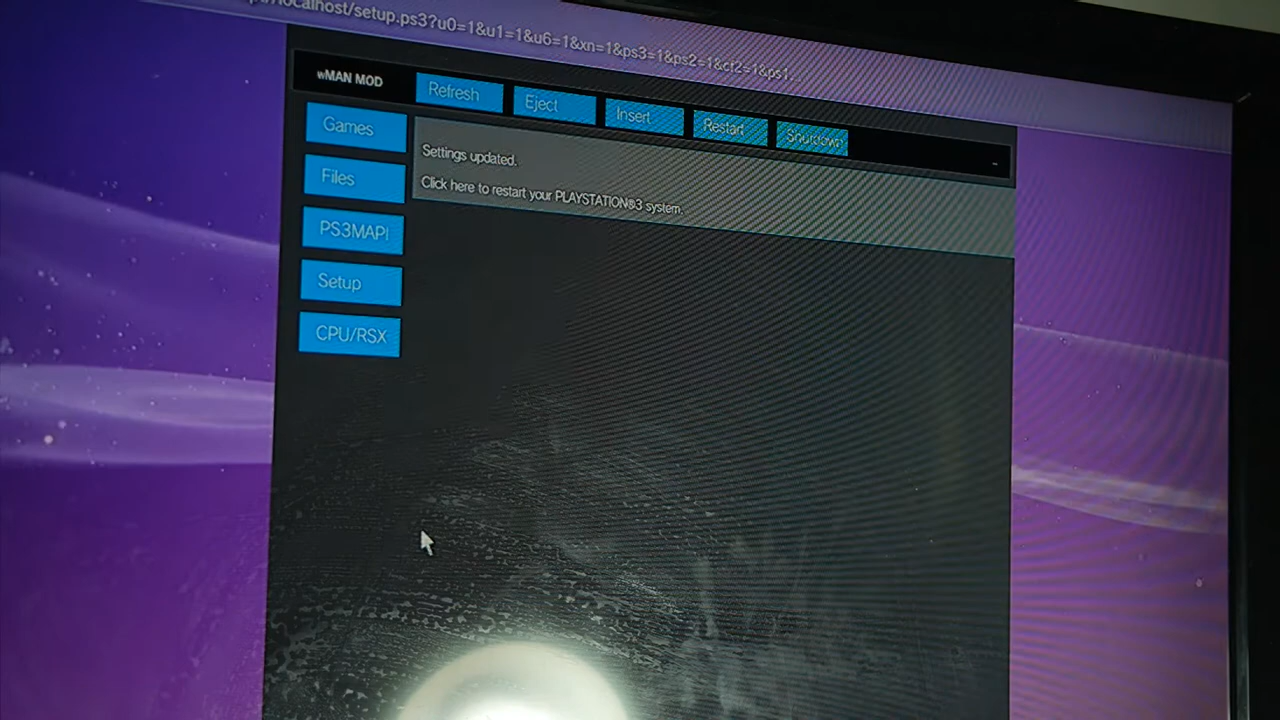 localhost/setup.ps3?u0=1&u1=1&u6=1&xn=1&ps3=1&ps2=1&cf2=1&ps1...
wMAN MOD
Refresh
Eject
Insert
Restart
Shutdown
Games
Files
PS3MAPI
Setup
CPU/RSX
Settings updated.
Click here to restart your PLAYSTATION®3 system.